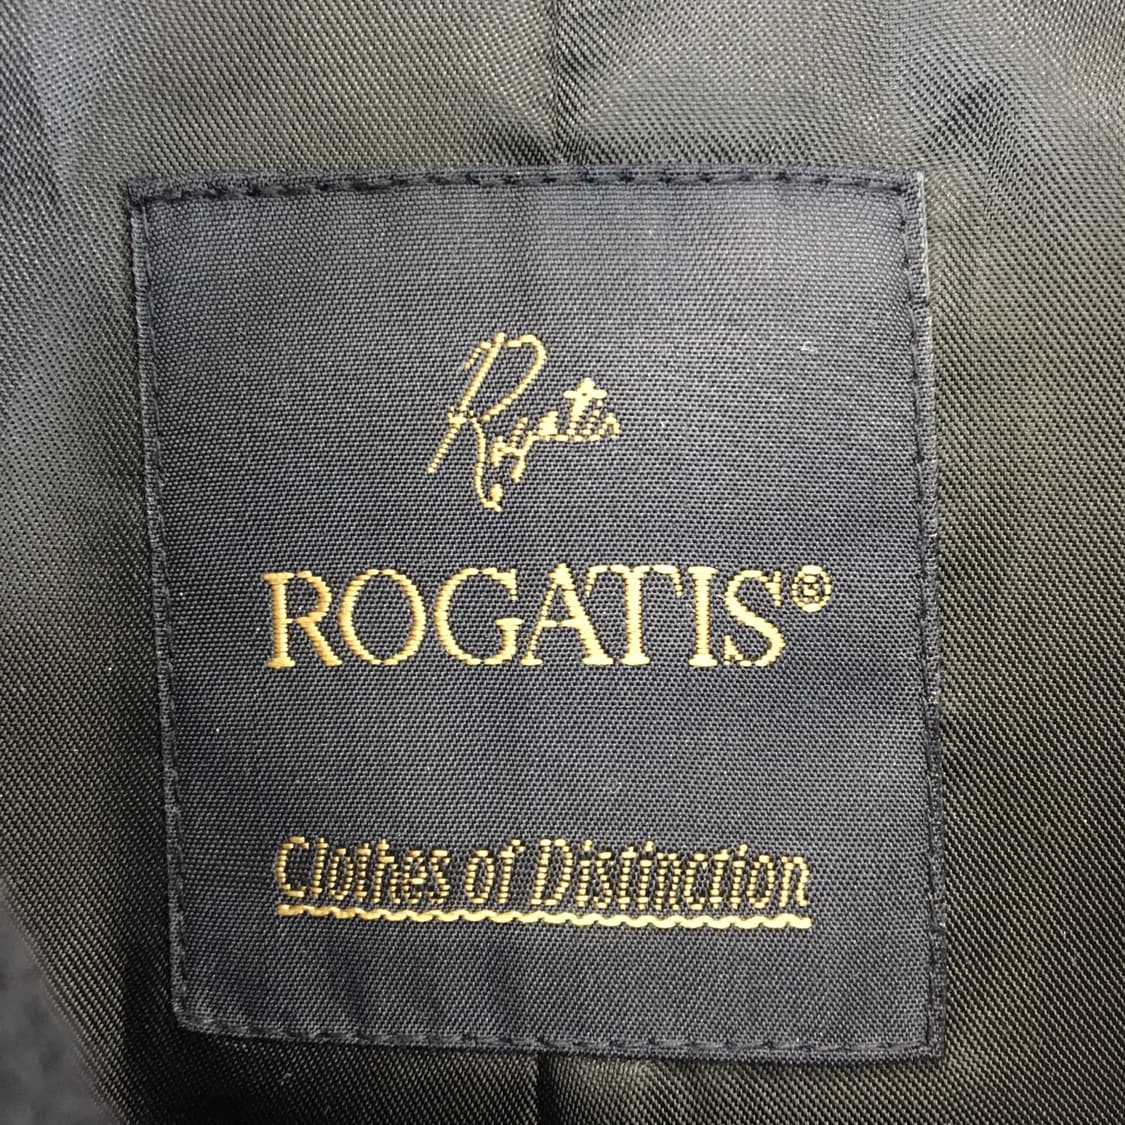 Rogatis
ROGATIS®
Clothes of Distinction